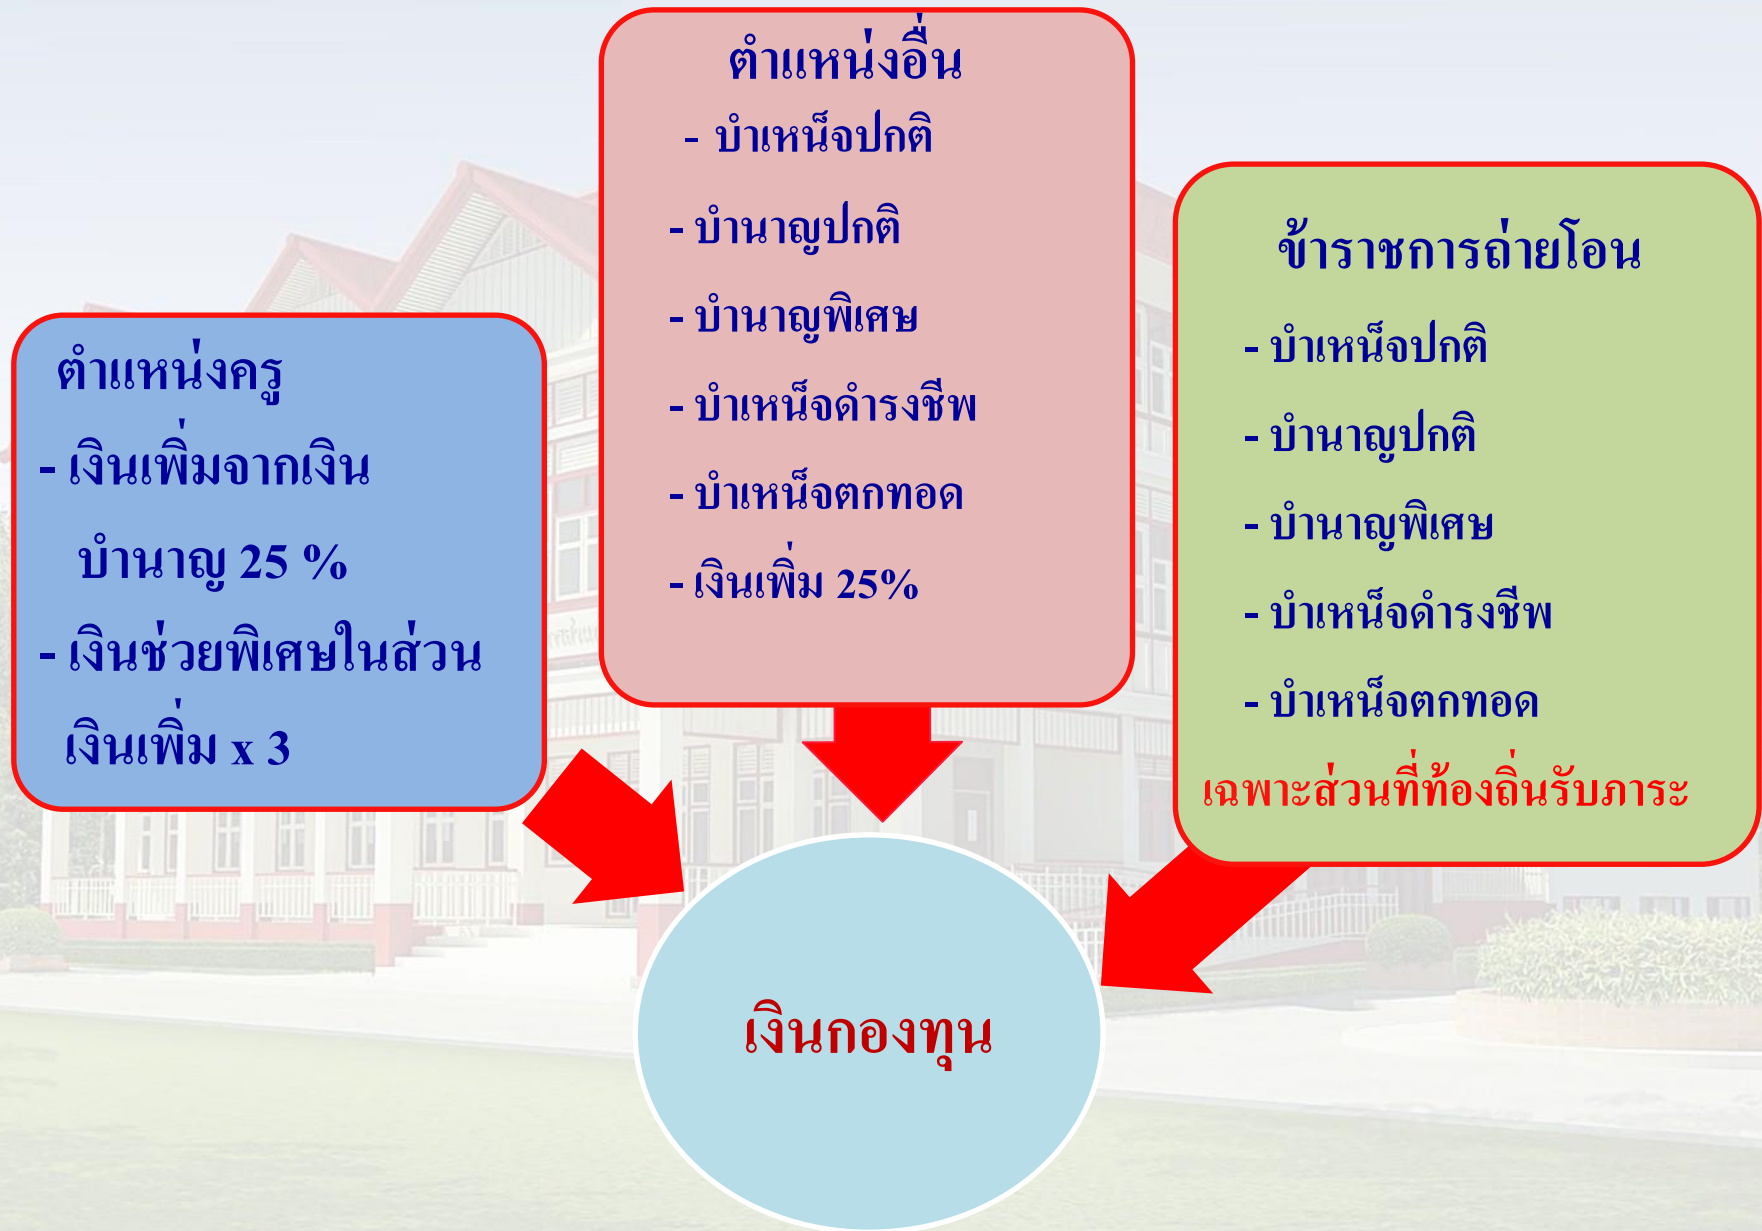 ตำแหน่งครู
- เงินเพิ่มจากเงิน
บำนาญ 25 %
- เงินช่วยพิเศษในส่วน
เงินเพิ่ม x 3
ตำแหน่งอื่น
- บำเหน็จปกติ
- บำนาญปกติ
- บำนาญพิเศษ
- บำเหน็จดำรงชีพ
- บำเหน็จตกทอด
- เงินเพิ่ม 25%
ข้าราชการถ่ายโอน
- บำเหน็จปกติ
- บำนาญปกติ
- บำนาญพิเศษ
- บำเหน็จดำรงชีพ
- บำเหน็จตกทอด
เฉพาะส่วนที่ท้องถิ่นรับภาระ
เงินกองทุน